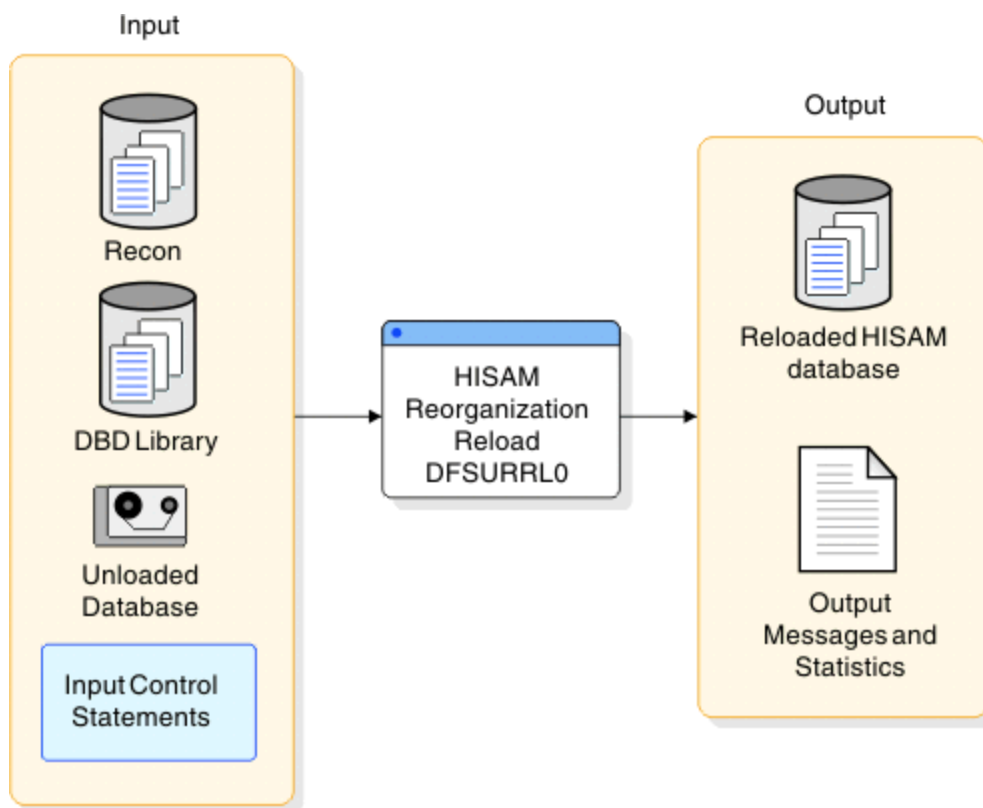 Input
Recon
DBD Library
Unloaded
Database
Input Control
Statements
HISAM
Reorganization
Reload
DFSURRL0
Output
Reloaded HISAM
database
Output
Messages and
Statistics